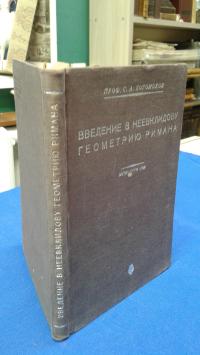 ПРОФ. С. А. БОГОМОЛОВ
ВВЕДЕНИЕ В НЕЕВКЛИДОВУ
ГЕОМЕТРИЮ РИМАНА
ВВЕДЕНИЕ В НЕЕВКЛИДОВУ ГЕОМЕТРИЮ РИМАНА